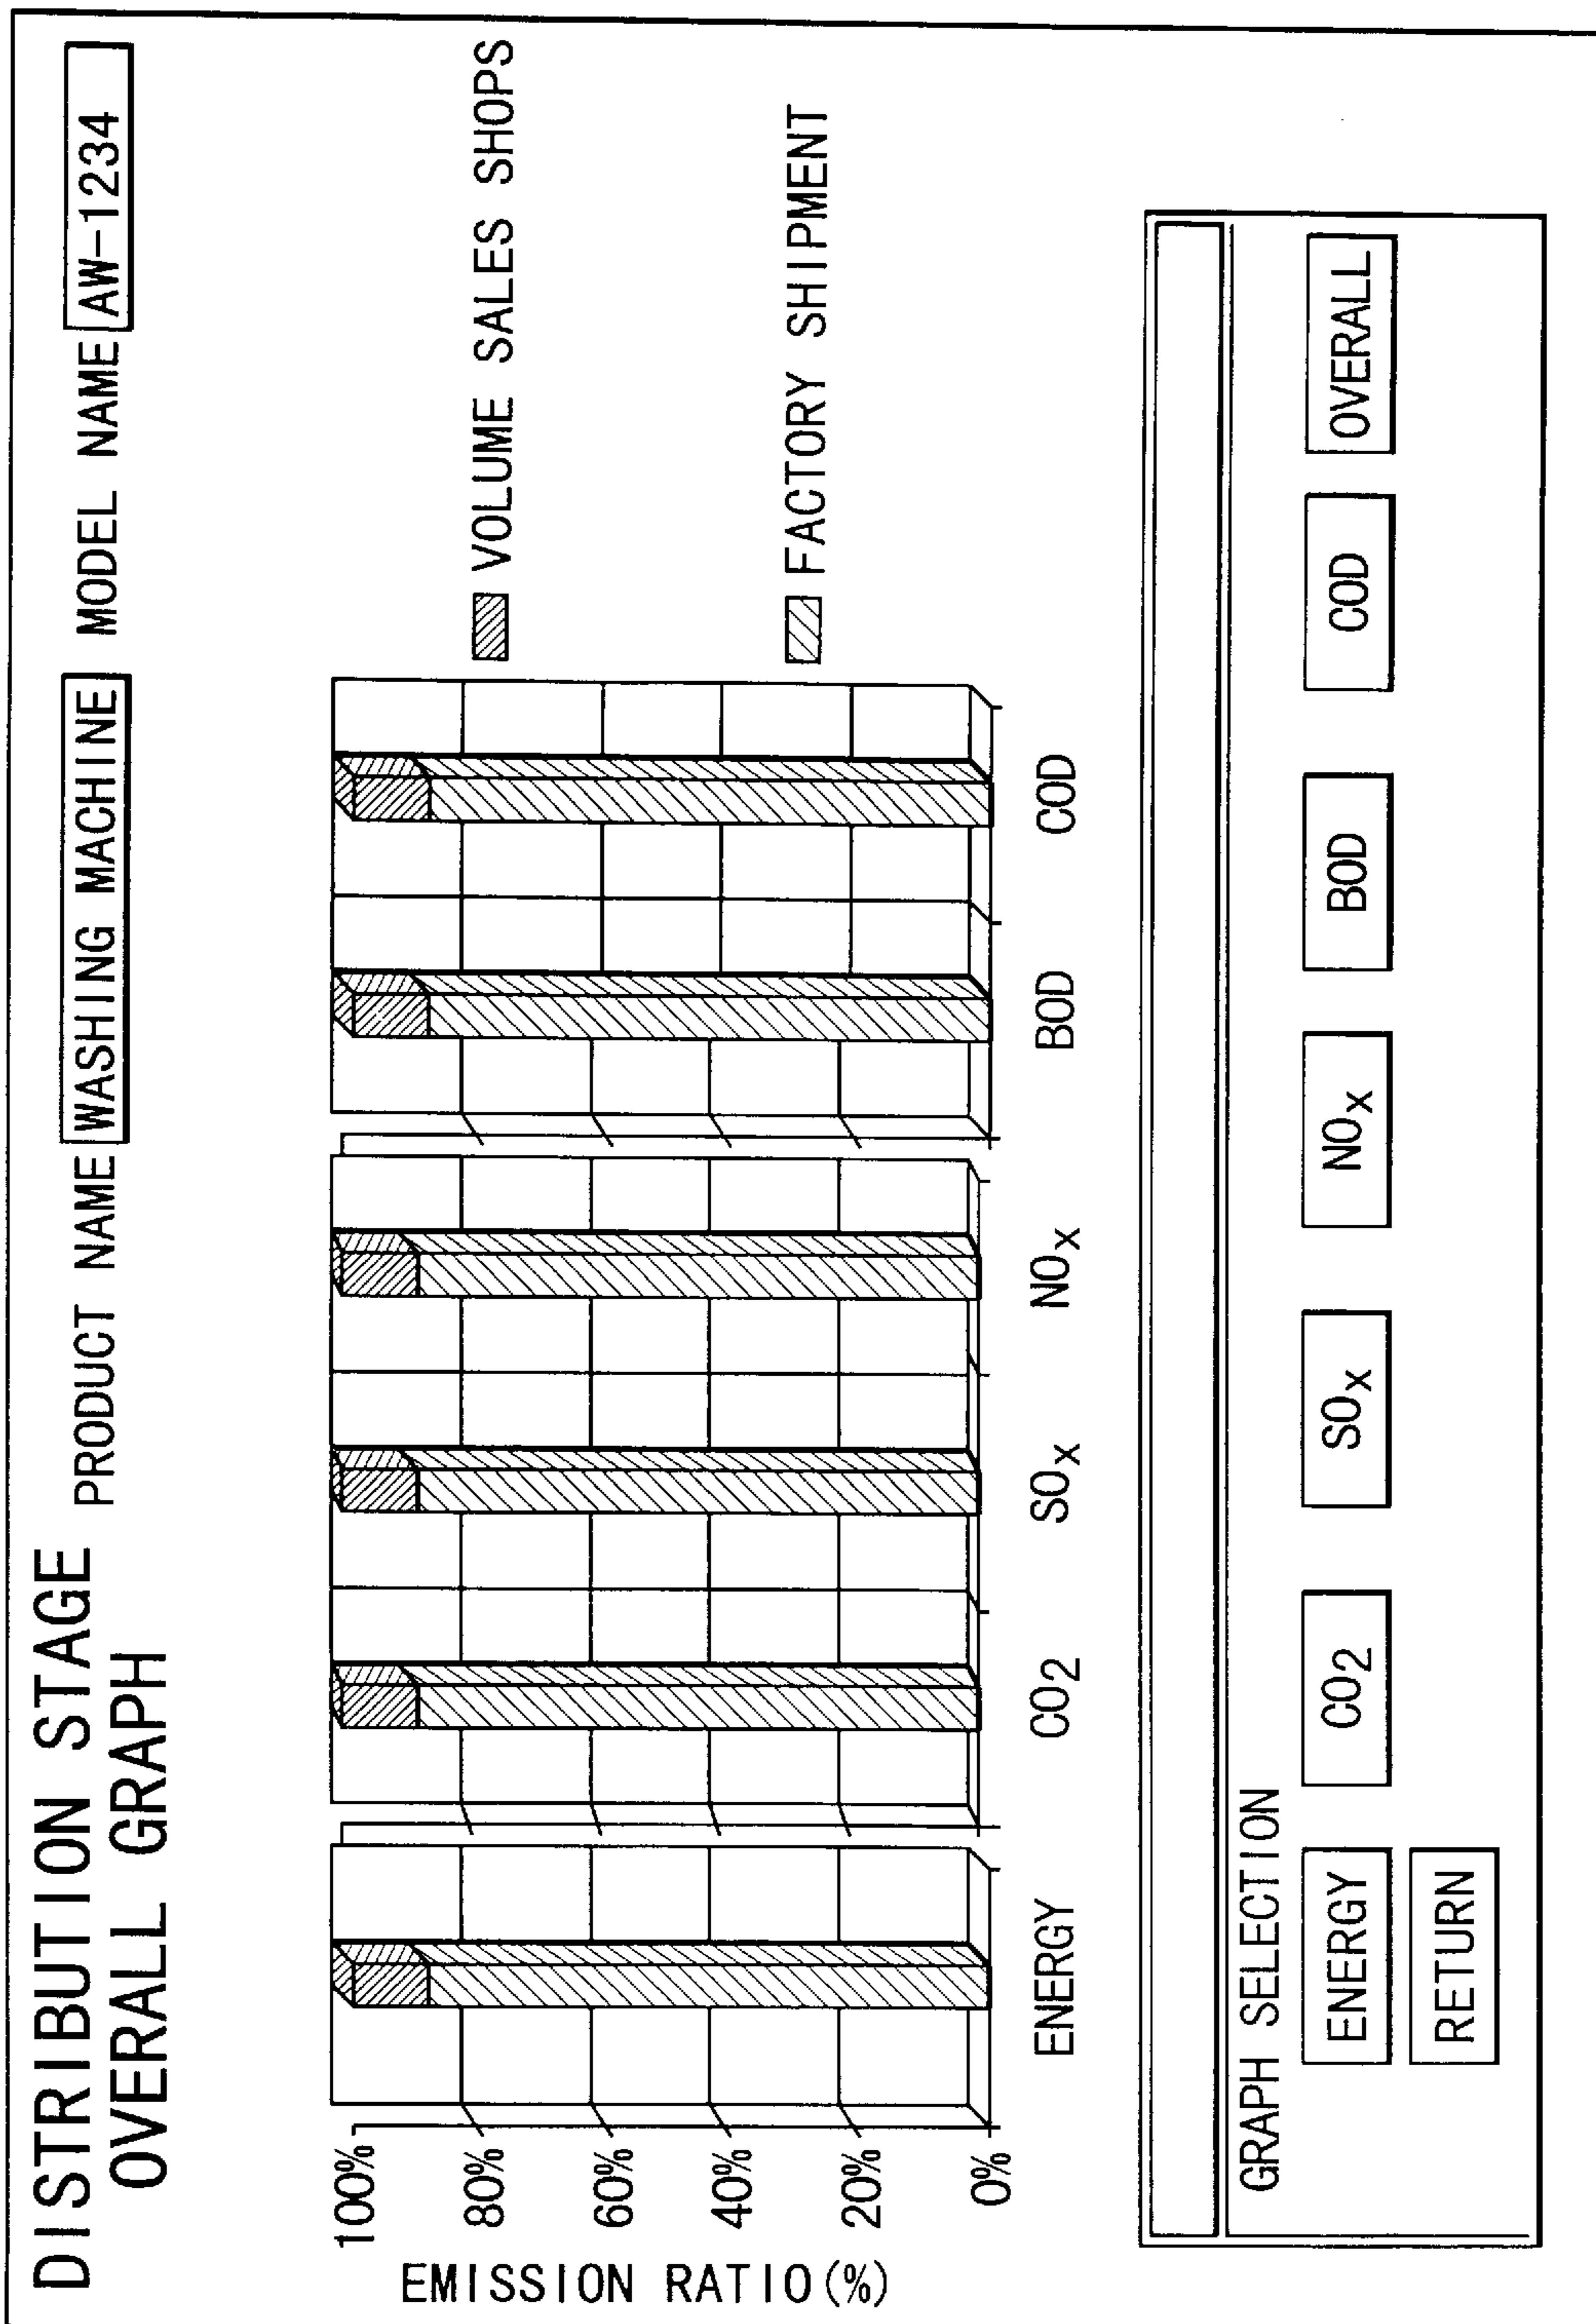 DISTRIBUTION STAGE
OVERALL GRAPH
PRODUCT NAME WASHING MACHINE MODEL NAME AW-1234
EMISSION RATIO(%)
100%
80%
60%
40%
20%
0%
ENERGY
CO2
SOX
NOX
BOD
COD
VOLUME SALES SHOPS
FACTORY SHIPMENT
GRAPH SELECTION
ENERGY CO2 SOX NOX BOD COD OVERALL
RETURN